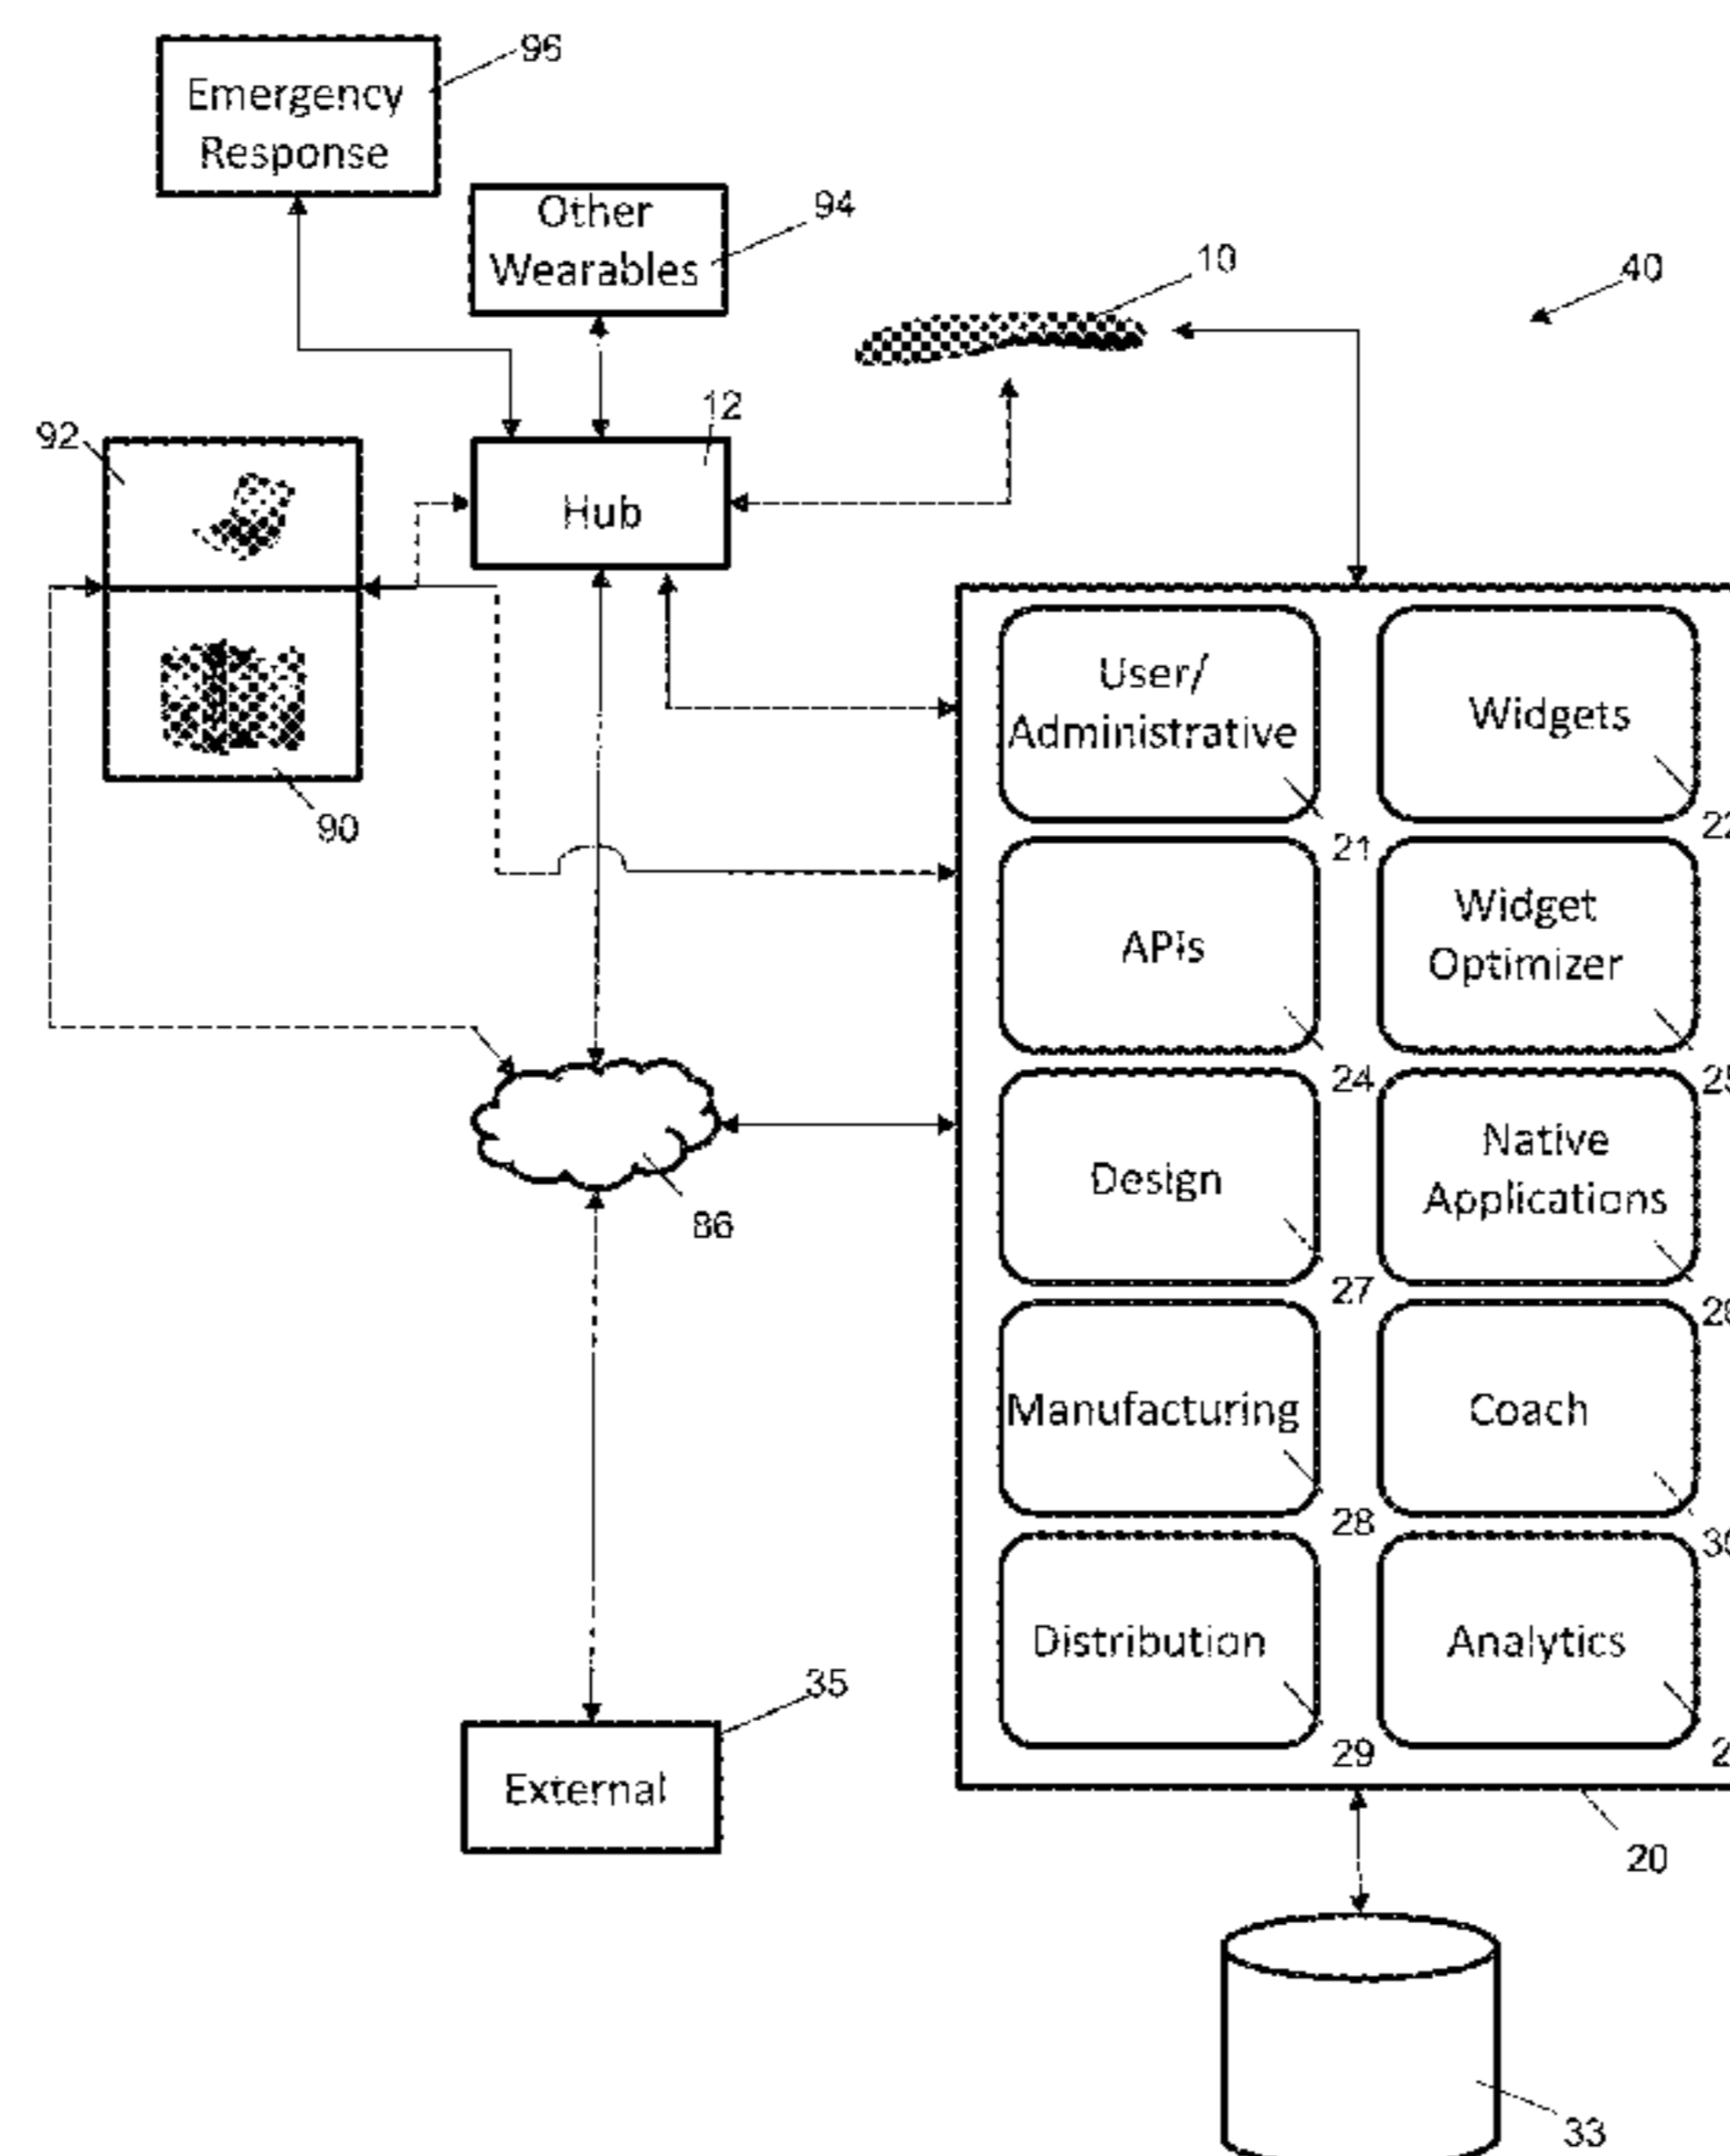 96
Emergency
Response
Other
Wearables
94
10
40
12
92
Hub
90
User/
Administrative
21
Widgets
APIs
24
Widget
Optimizer
Design
27
Native
Applications
86
Manufacturing
28
Coach
Distribution
29
Analytics
35
External
20
33